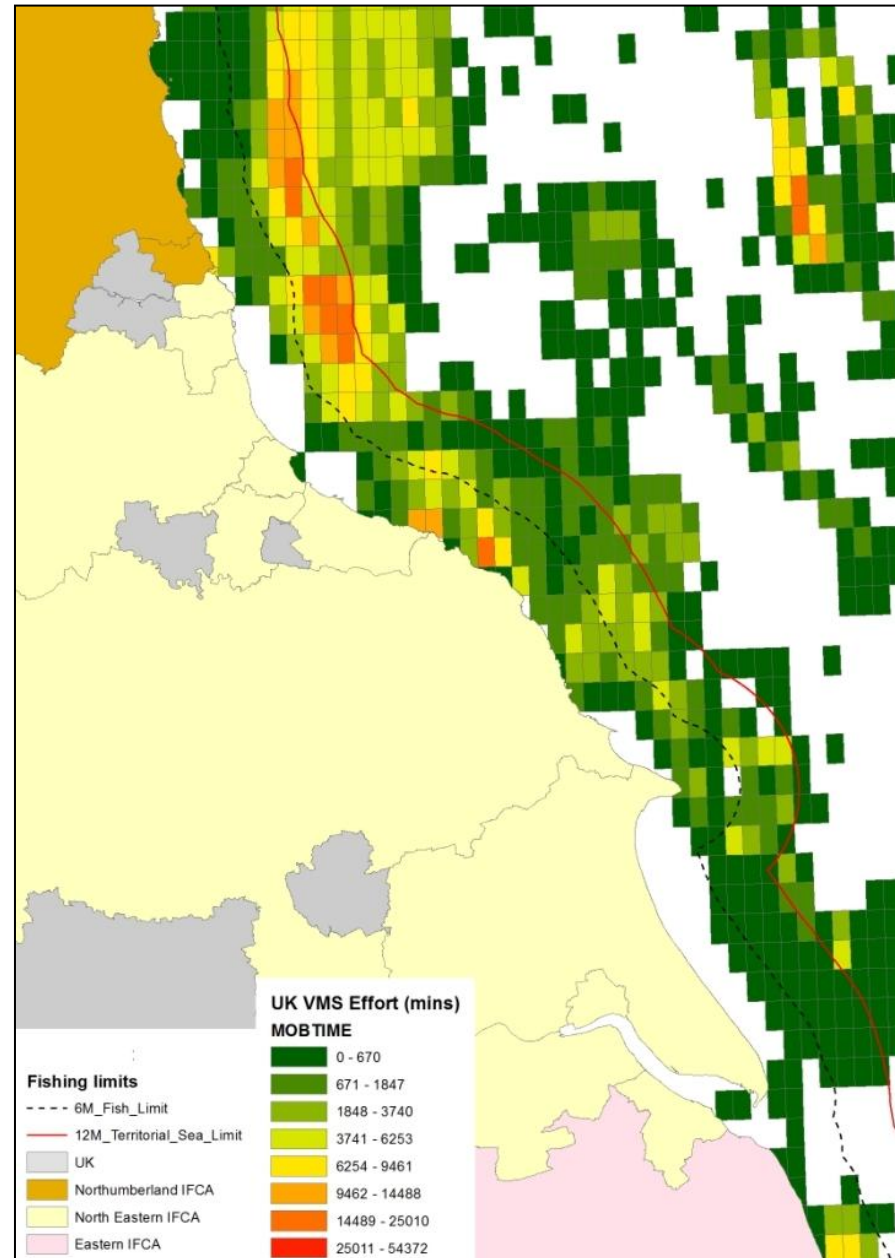 UK VMS Effort (mins)
MOBTIME
0 - 670
671 - 1847
1848 - 3740
3741 - 6253
6254 - 9461
9462 - 14488
14489 - 25010
25011 - 54372
Fishing limits
6M_Fish_Limit
12M_Territorial_Sea_Limit
UK
Northumberland IFCA
North Eastern IFCA
Eastern IFCA